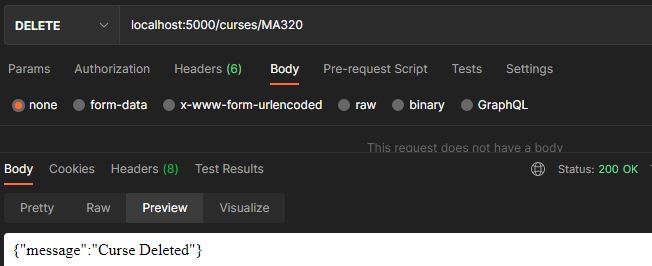 DELETE localhost:5000/curses/MA320
Params Authorization Headers (6) Body Pre-request Script Tests Settings
none form-data x-www-form-urlencoded raw binary GraphQL
This request does not have a body
Body Cookies Headers (8) Test Results Status: 200 OK
Pretty Raw Preview Visualize
{"message":"Curse Deleted"}